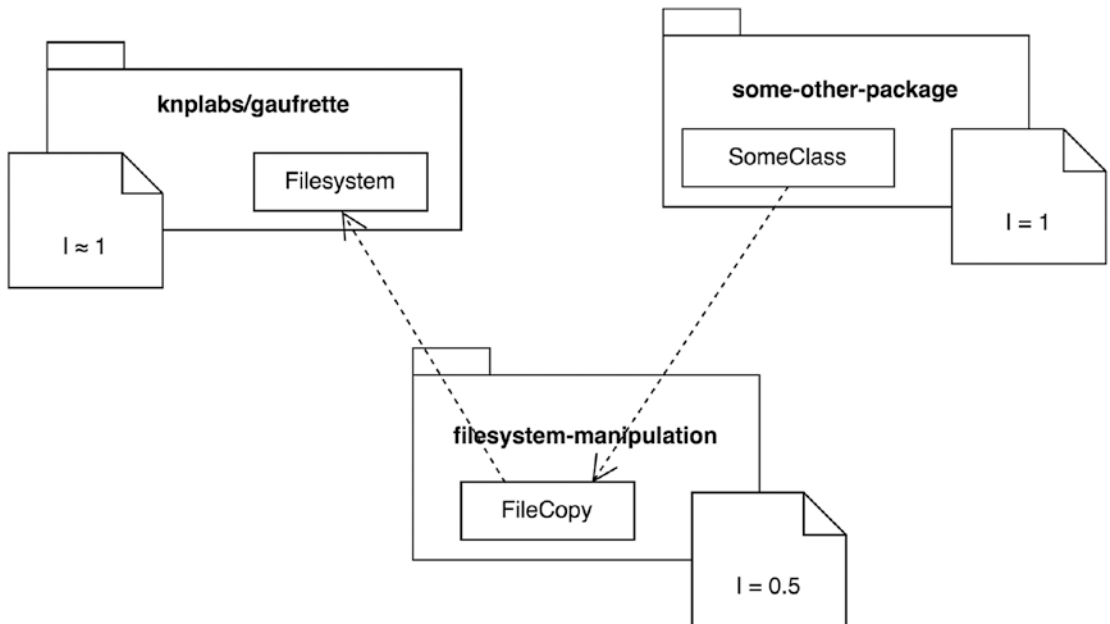 knplabs/gaufrette
Filesystem
I ≈ 1
some-other-package
SomeClass
I = 1
filesystem-manipulation
FileCopy
I = 0.5